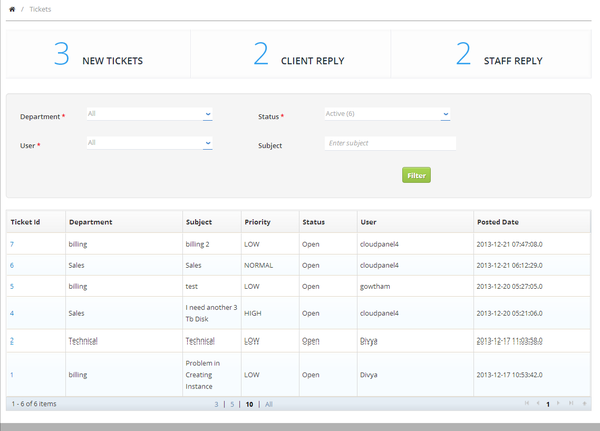 / Tickets
3 NEW TICKETS 2 CLIENT REPLY 2 STAFF REPLY
Department * All Status * Active (6)
User * All Subject Enter subject
Filter
Ticket Id Department Subject Priority Status User Posted Date
7 billing billing 2 LOW Open cloudpanel4 2013-12-21 07:47:08.0
6 Sales Sales NORMAL Open cloudpanel4 2013-12-21 06:12:29.0
5 billing test LOW Open gowtham 2013-12-20 05:27:05.0
4 Sales I need another 3 HIGH Open cloudpanel4 2013-12-20 05:21:06.0
Tb Disk
2 Technical Technical LOW Open Divya 2013-12-17
Problem in
1 billing Creating LOW Open Divya 2013-12-17 10:53:42.0
Instance
1 - 6 of 6 items 3 | 5 | 10 | All 1